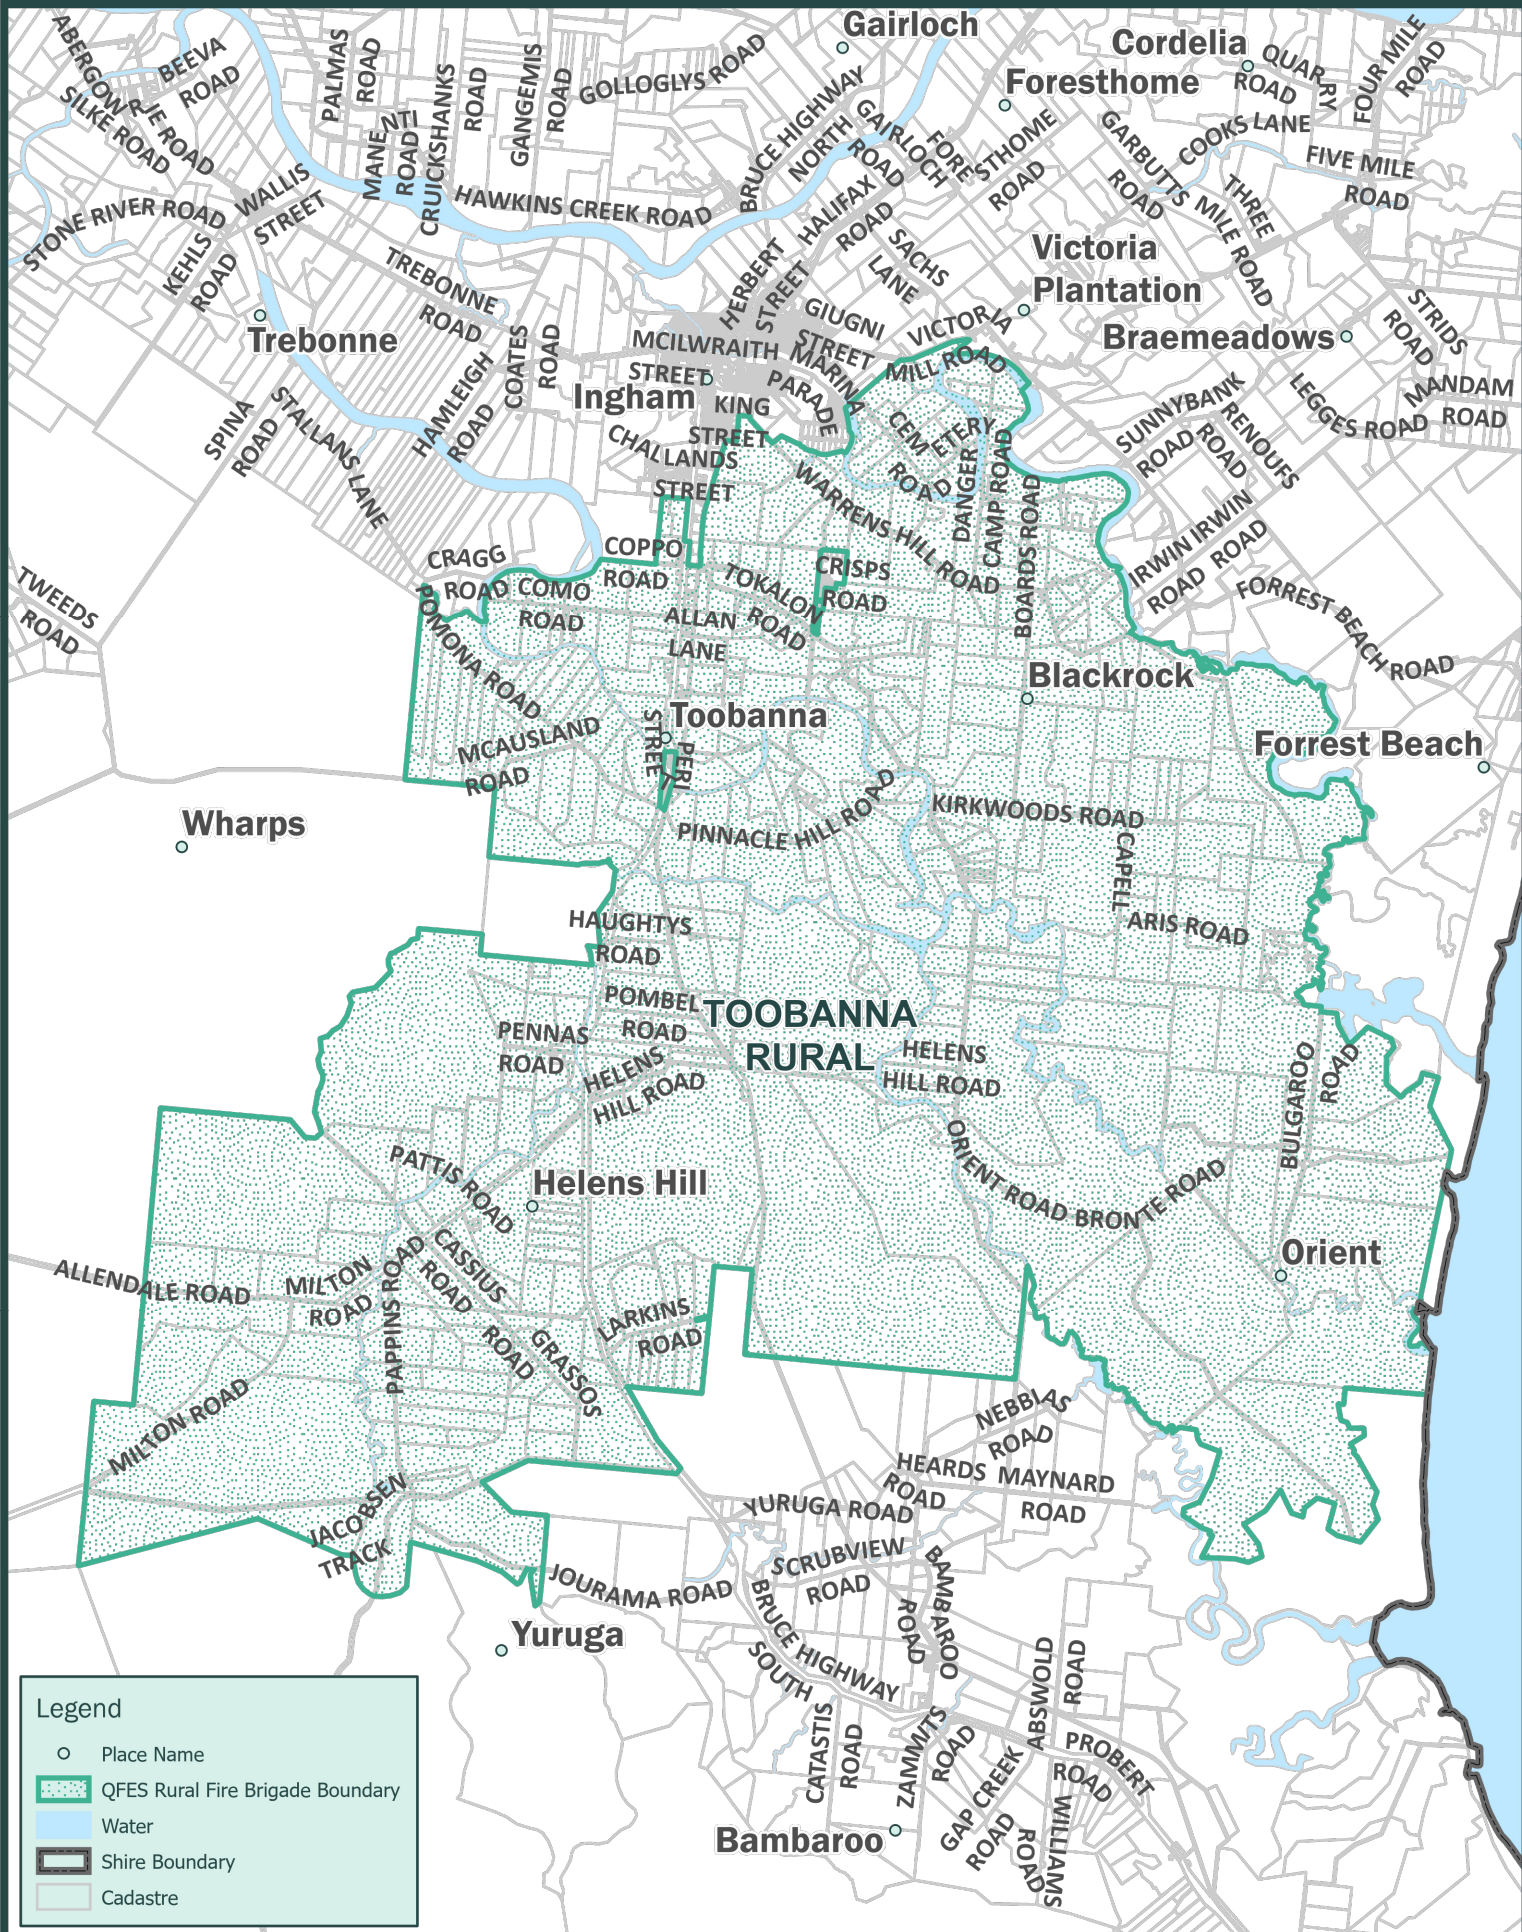 Gairloch
Cordelia
Foresthome
ABERGOWRIE ROAD
BEEVA
ROAD
SILKE ROAD
PALMAS
ROAD
MANENTI
ROAD
CRUICKSHANKS
ROAD
GANGEMIS
ROAD
GOLLOGLYS ROAD
BRUCE HIGHWAY
NORTH
GAIRLOCH
ROAD
FORESTHOME
ROAD
QUARRY
ROAD
FOUR MILE
ROAD
COOKS LANE
GARBUTTS
ROAD
FIVE MILE
ROAD
THREE
MILE ROAD
WALLIS
STREET
STONE RIVER ROAD
KEHLS
ROAD
HAWKINS CREEK ROAD
HALIFAX
ROAD
SACHS
LANE
HERBERT
STREET
Victoria
Plantation
Braemeadows
STRIDS
ROAD
TREBONNE
ROAD
Trebonne
COATES
ROAD
HAMLEIGH
ROAD
MCILWRAITH
STREET
Ingham
GIUGNI
STREET
VICTORIA
MILL ROAD
MARINA
PARADE
KING
STREET
CHALLANDS
STREET
SPINA
ROAD
STALLANS LANE
CEMETERY
ROAD
DANGER
CAMP ROAD
BOARDS ROAD
WARRENS HILL ROAD
SUNNYBANK
ROAD
RENOUFS
ROAD
LEGGES ROAD
MANDAM
ROAD
IRWIN IRWIN
ROAD ROAD
FORREST BEACH ROAD
TWEEDS
ROAD
CRAGG
ROAD
COMO
ROAD
COPPO
ROAD
TOKALON
ROAD
CRISPS
ROAD
ALLAN
LANE
POMONA ROAD
MCAUSLAND
ROAD
Blackrock
Toobanna
PERI
STREET
Forrest Beach
Wharps
PINNACLE HILL ROAD
KIRKWOODS ROAD
CAPELL
ARIS ROAD
HAUGHTYS
ROAD
POMBEL
ROAD
PENNAS
ROAD
TOOBANNA
RURAL
HELENS
HILL ROAD
HELENS
HILL ROAD
BULGAROO
ROAD
ORIENT ROAD
BRONTE ROAD
PATTIS ROAD
Helens Hill
Orient
CASSIUS
ROAD
ALLENDALE ROAD
MILTON
ROAD
PAPPINS ROAD
LARKINS
ROAD
GRASSOS
ROAD
MILTON ROAD
JACOBSEN
TRACK
NEBBIAS
ROAD
HEARDS
ROAD
MAYNARD
ROAD
YURUGA ROAD
SCRUBVIEW
ROAD
BAMBAROO
ROAD
JOURAMA ROAD
Yuruga
BRUCE HIGHWAY
SOUTH
CATASTIS
ROAD
ZAMMITS
ROAD
GAP CREEK
ROAD
ABSWOLD
ROAD
PROBERT
ROAD
WILLIAMS
ROAD
Bambaroo
Legend
Place Name
QFES Rural Fire Brigade Boundary
Water
Shire Boundary
Cadastre